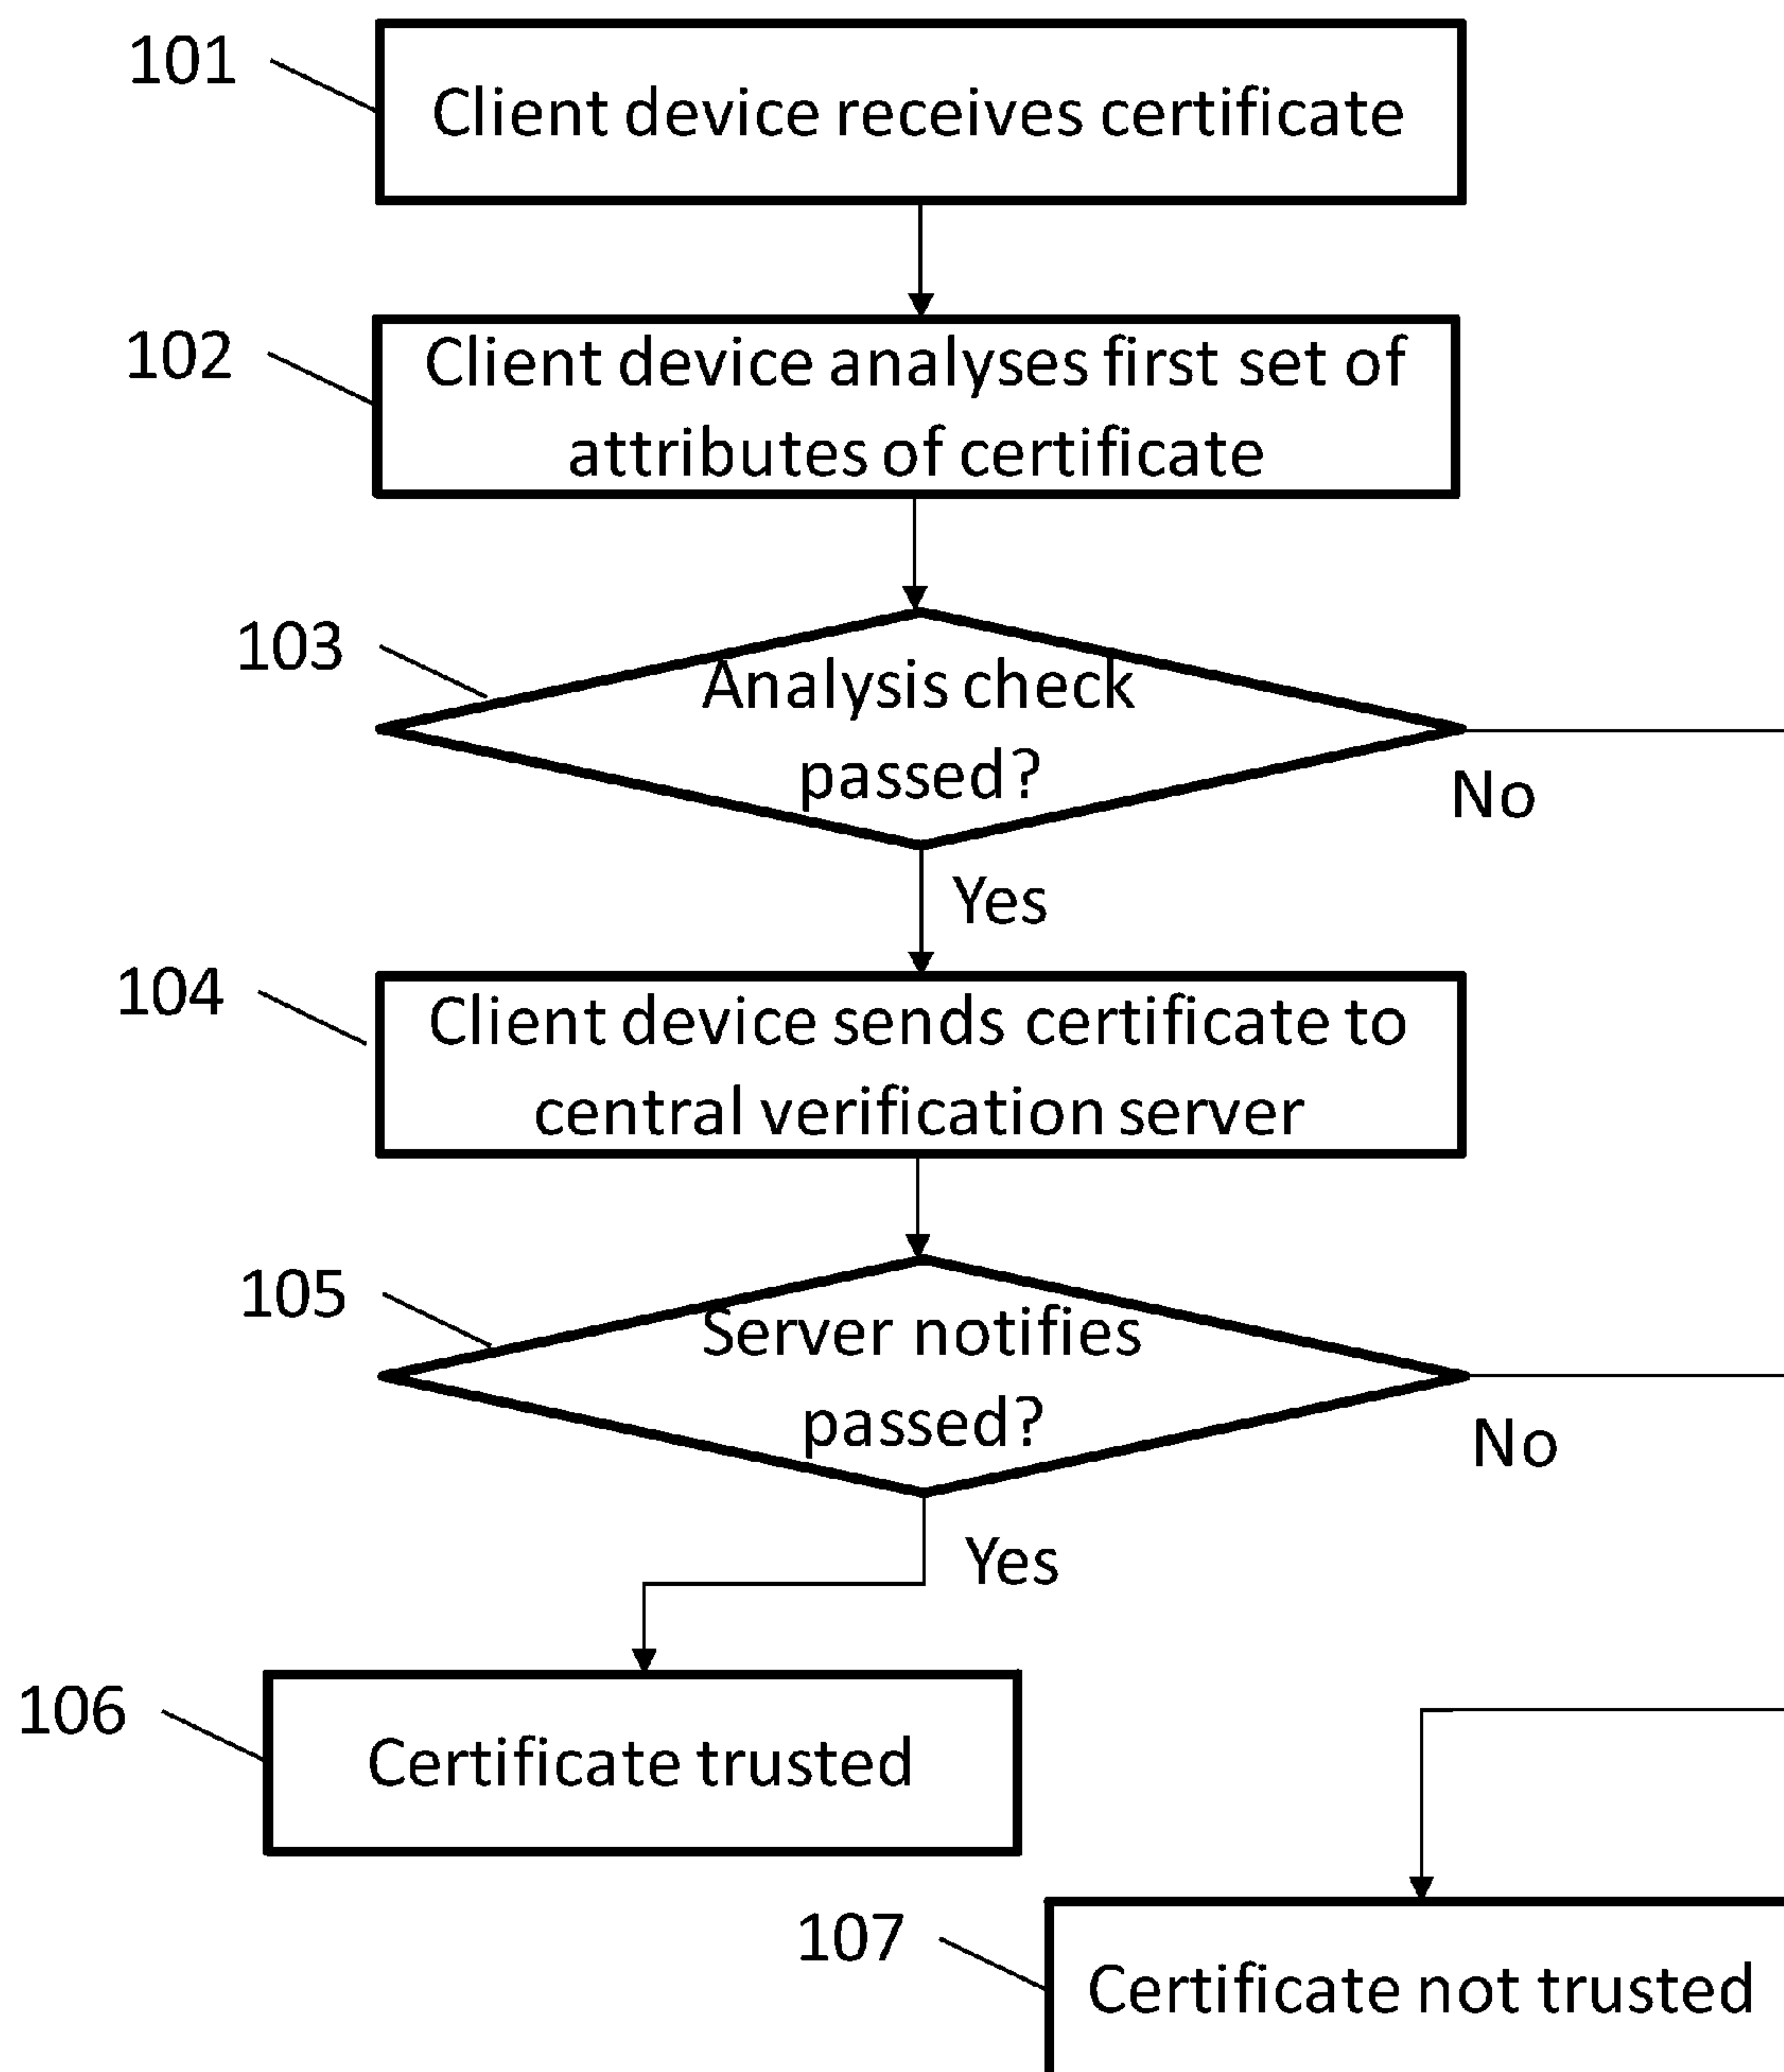 101
Client device receives certificate
102
Client device analyses first set of
attributes of certificate
103
Analysis check
passed?
No
Yes
104
Client device sends certificate to
central verification server
105
Server notifies
passed?
No
Yes
106
Certificate trusted
107
Certificate not trusted